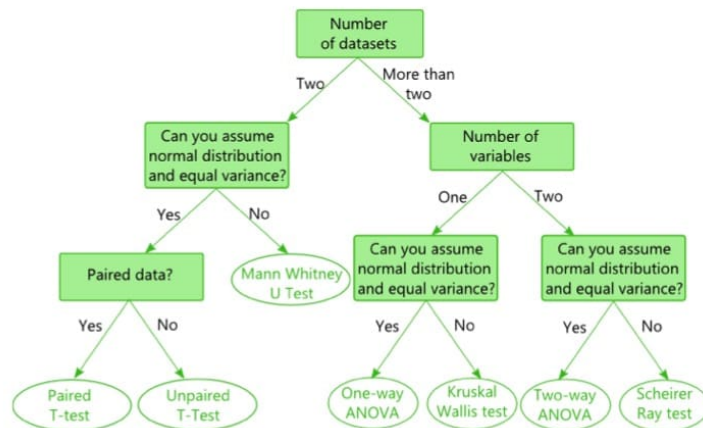 Number
of datasets
Two
More than
two
Can you assume
normal distribution
and equal variance?
Number of
variables
Yes
No
One
Two
Paired data?
Mann Whitney
U Test
Can you assume
normal distribution
and equal variance?
Can you assume
normal distribution
and equal variance?
Yes
No
Yes
No
Yes
No
Paired
T-test
Unpaired
T-Test
One-way
ANOVA
Kruskal
Wallis test
Two-way
ANOVA
Scheirer
Ray test